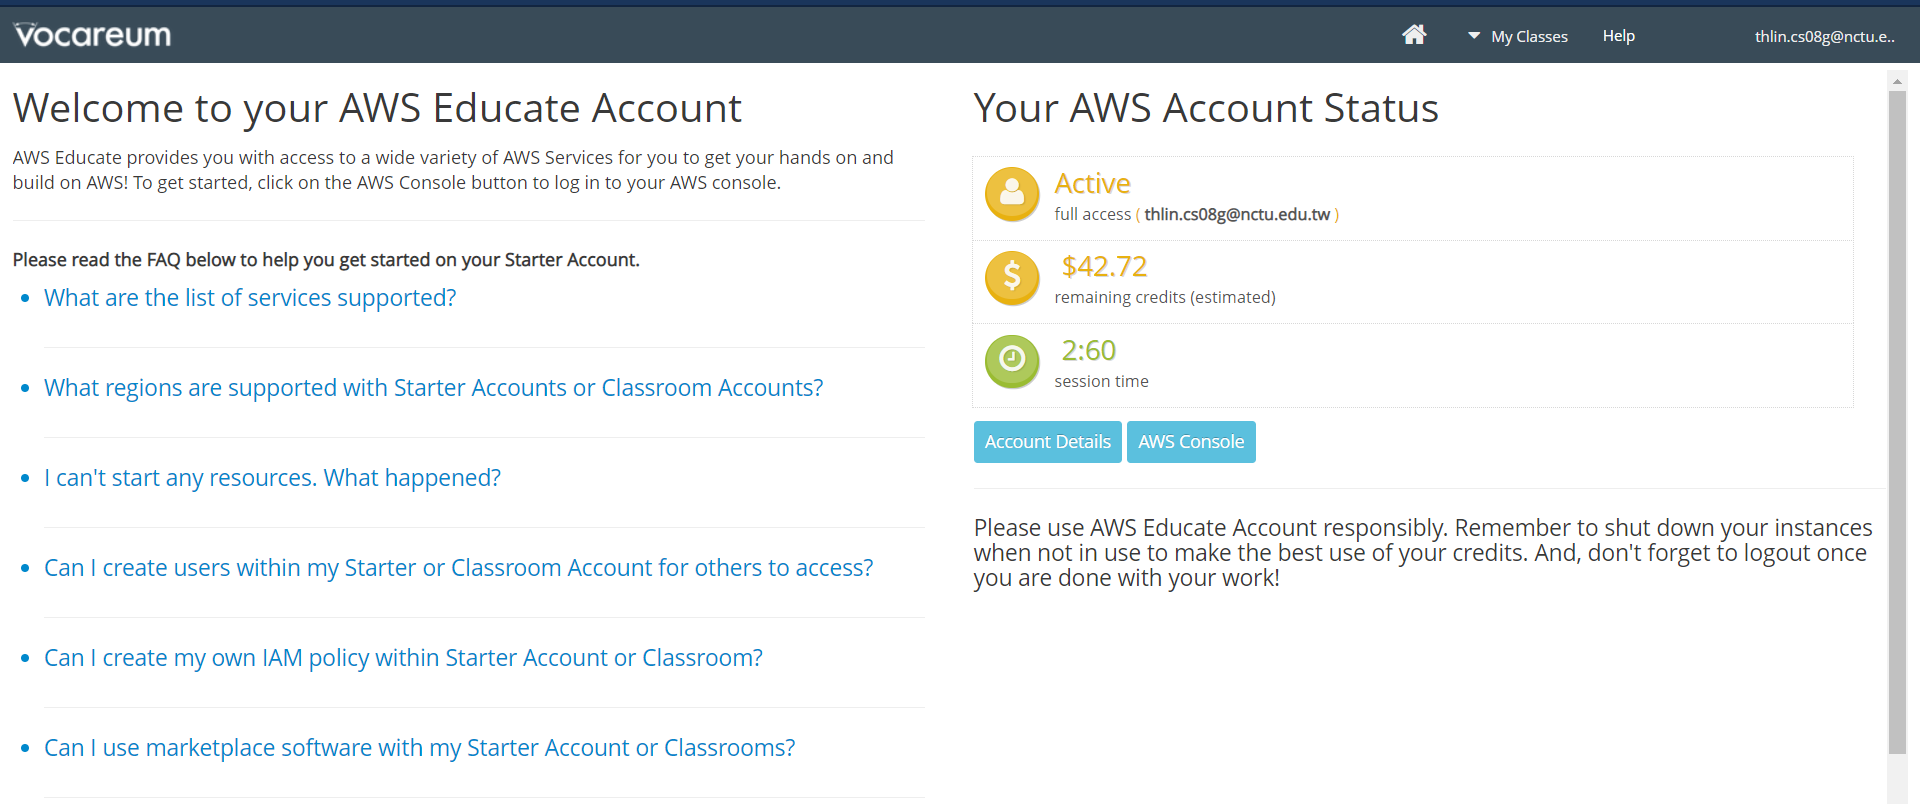 Vocareum
My Classes
Help
thlin.cs08g@nctu.e..
Welcome to your AWS Educate Account
AWS Educate provides you with access to a wide variety of AWS Services for you to get your hands on and
build on AWS! To get started, click on the AWS Console button to log in to your AWS console.
Please read the FAQ below to help you get started on your Starter Account.
What are the list of services supported?
What regions are supported with Starter Accounts or Classroom Accounts?
I can't start any resources. What happened?
Can I create users within my Starter or Classroom Account for others to access?
Can I create my own IAM policy within Starter Account or Classroom?
Can I use marketplace software with my Starter Account or Classrooms?
Your AWS Account Status
Active
full access ( thlin.cs08g@nctu.edu.tw )
$42.72
remaining credits (estimated)
2:60
session time
Account Details
AWS Console
Please use AWS Educate Account responsibly. Remember to shut down your instances
when not in use to make the best use of your credits. And, don't forget to logout once
you are done with your work!